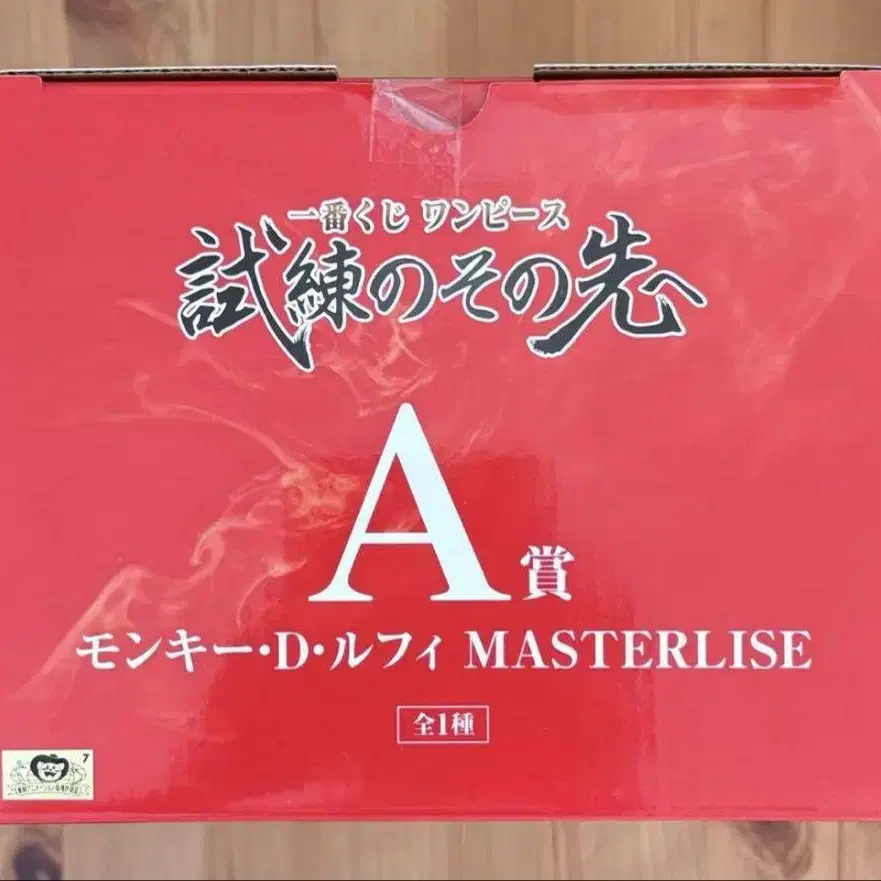 一番くじ ワンピース
試練のその先へ
A賞
モンキー・D・ルフィ MASTERLISE
全1種
7